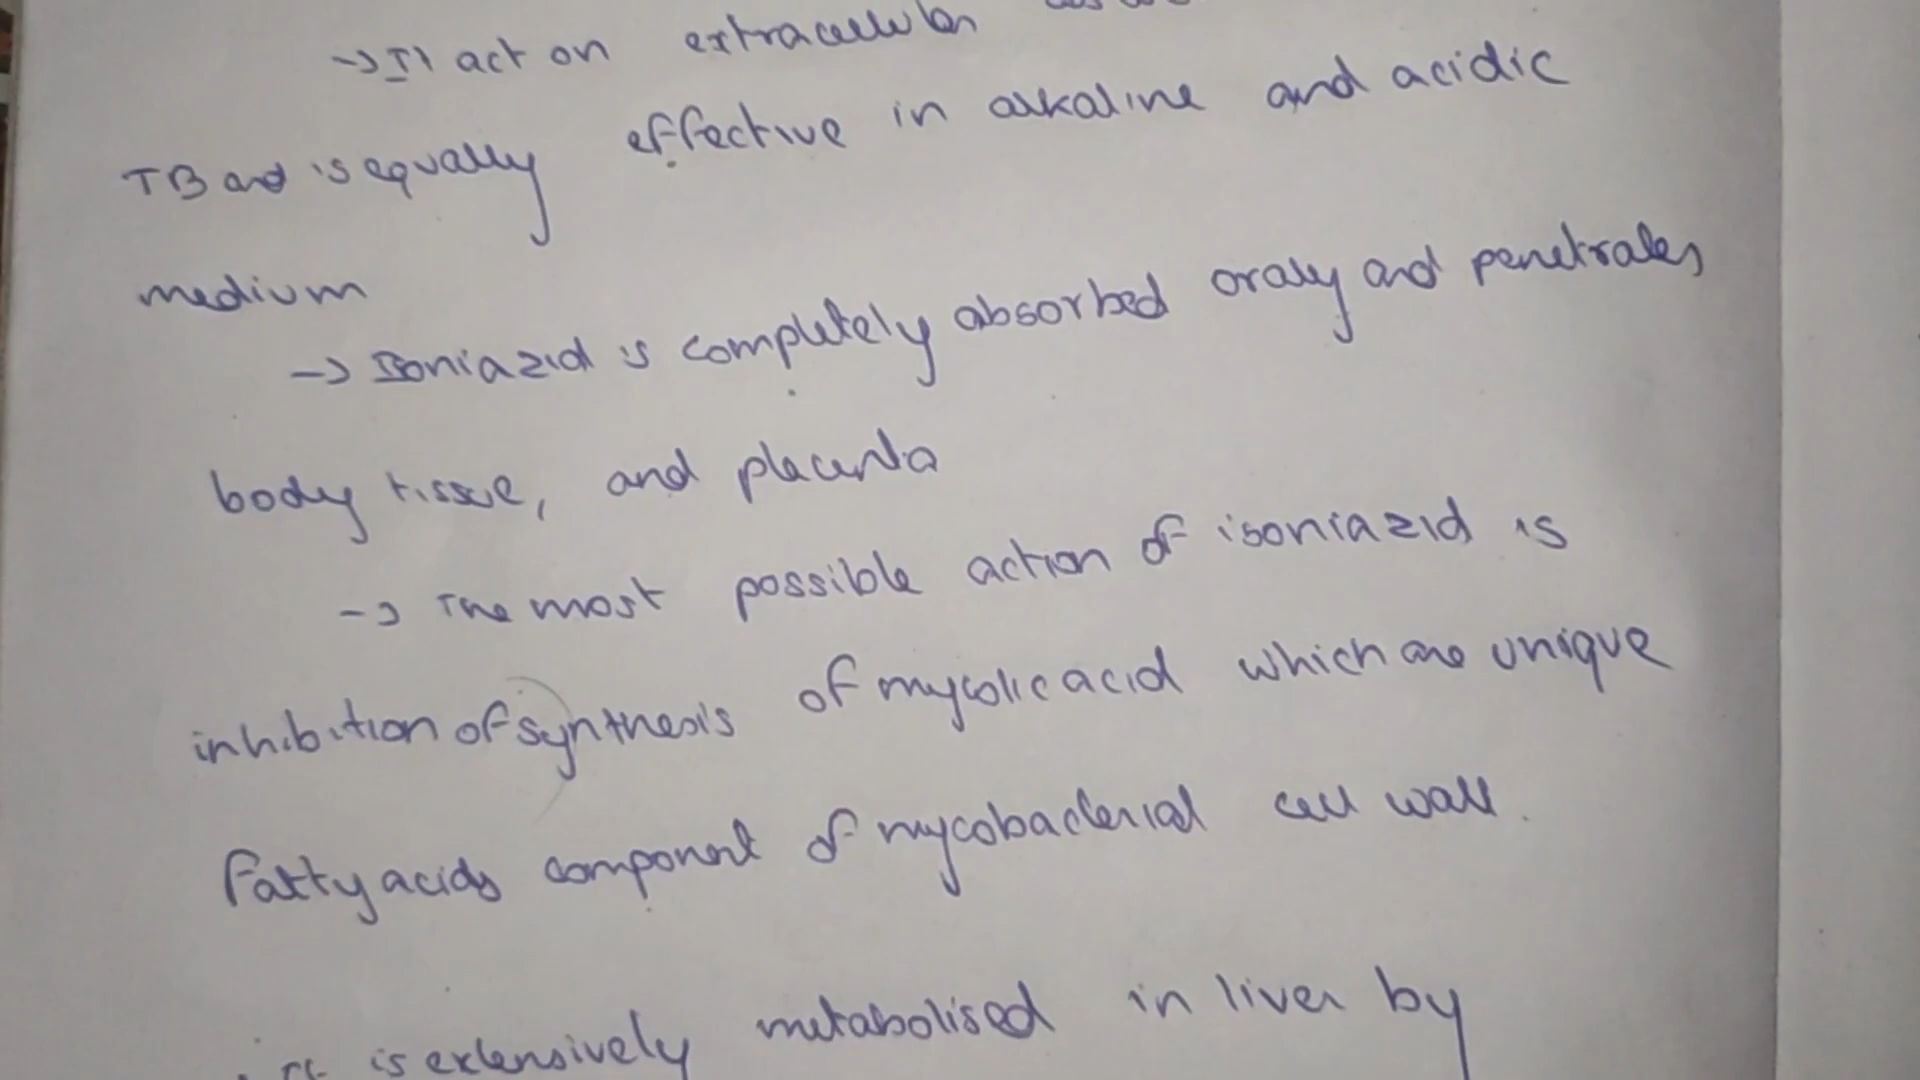 → It act on extracellular
TB and is equally effective in alkaline and acidic
medium
→ Isoniazid is completely absorbed oraly and penetrates
body tissue, and placenta
→ The most possible action of isoniazid is
inhibition of synthesis of mycolic acid which are unique
fatty acids component of mycobacterial cell wall.
It is extensively metabolised in liver by